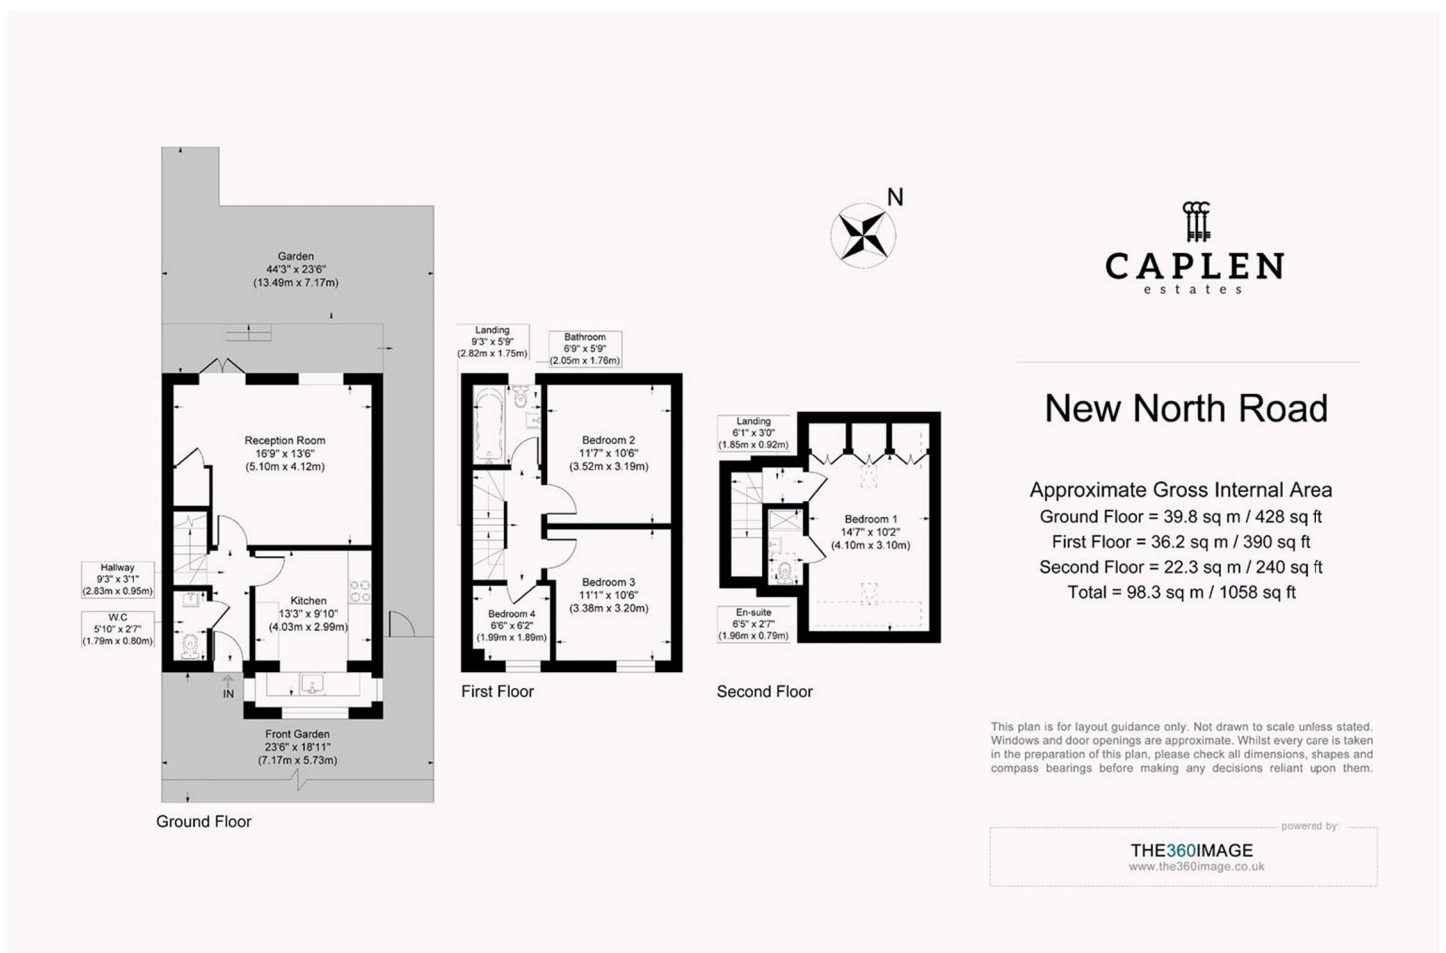 Garden
44'3" x 23'6"
(13.49m x 7.17m)
Reception Room
16'9" x 13'6"
(5.10m x 4.12m)
Hallway
9'3" x 3'1"
(2.83m x 0.95m)
W.C
5'10" x 2'7"
(1.79m x 0.80m)
Kitchen
13'3" x 9'10"
(4.03m x 2.99m)
IN
Front Garden
23'6" x 18'11"
(7.17m x 5.73m)
Ground Floor
Landing
9'3" x 5'9"
(2.82m x 1.75m)
Bathroom
6'9" x 5'9"
(2.05m x 1.76m)
Bedroom 2
11'7" x 10'6"
(3.52m x 3.19m)
Bedroom 3
11'1" x 10'6"
(3.38m x 3.20m)
Bedroom 4
6'6" x 6'2"
(1.99m x 1.89m)
First Floor
N
Landing
6'1" x 3'0"
(1.85m x 0.92m)
Bedroom 1
14'7" x 10'2"
(4.10m x 3.10m)
En-suite
6'5" x 2'7"
(1.96m x 0.79m)
Second Floor
CAPLEN
estates
New North Road
Approximate Gross Internal Area
Ground Floor = 39.8 sq m / 428 sq ft
First Floor = 36.2 sq m / 390 sq ft
Second Floor = 22.3 sq m / 240 sq ft
Total = 98.3 sq m / 1058 sq ft
This plan is for layout guidance only. Not drawn to scale unless stated.
Windows and door openings are approximate. Whilst every care is taken
in the preparation of this plan, please check all dimensions, shapes and
compass bearings before making any decisions reliant upon them.
powered by:
THE360IMAGE
www.the360image.co.uk